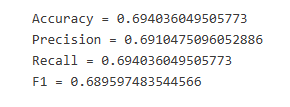 Accuracy = 0.694036049505773
Precision = 0.6910475096052886
Recall = 0.694036049505773
F1 = 0.689597483544566